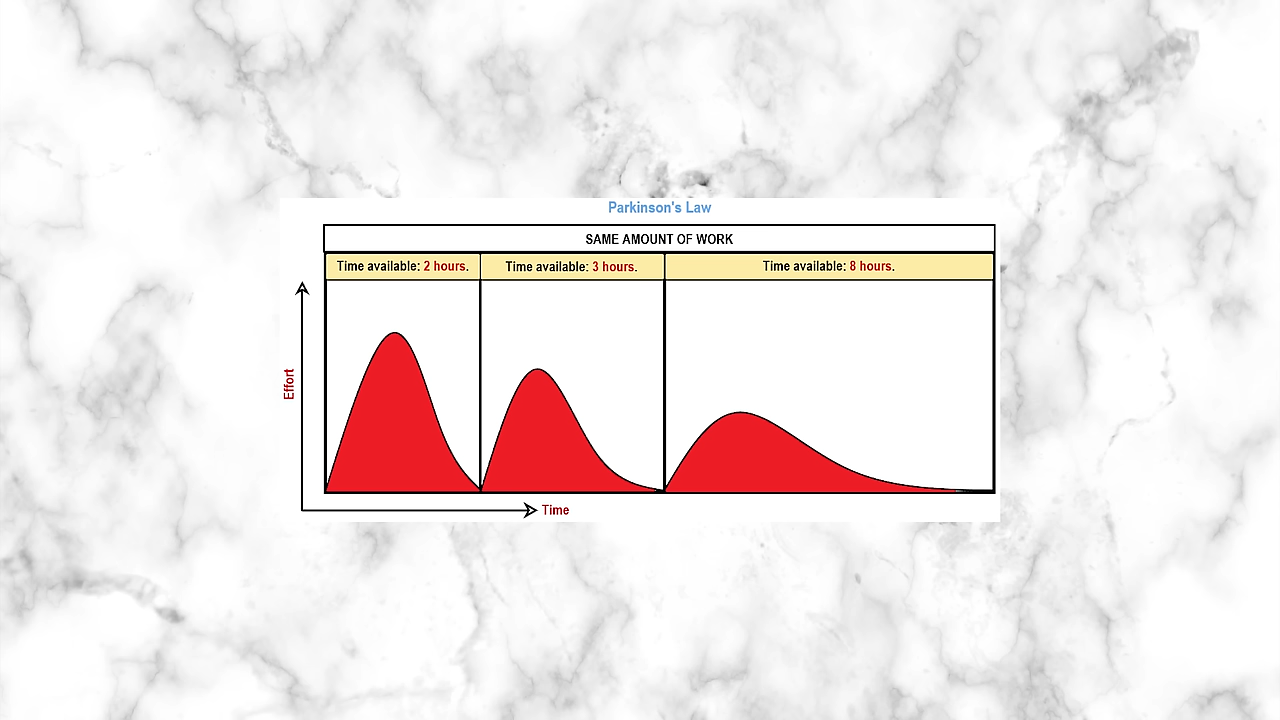 Parkinson's Law
SAME AMOUNT OF WORK
Time available: 2 hours.
Time available: 3 hours.
Time available: 8 hours.
Effort
Time